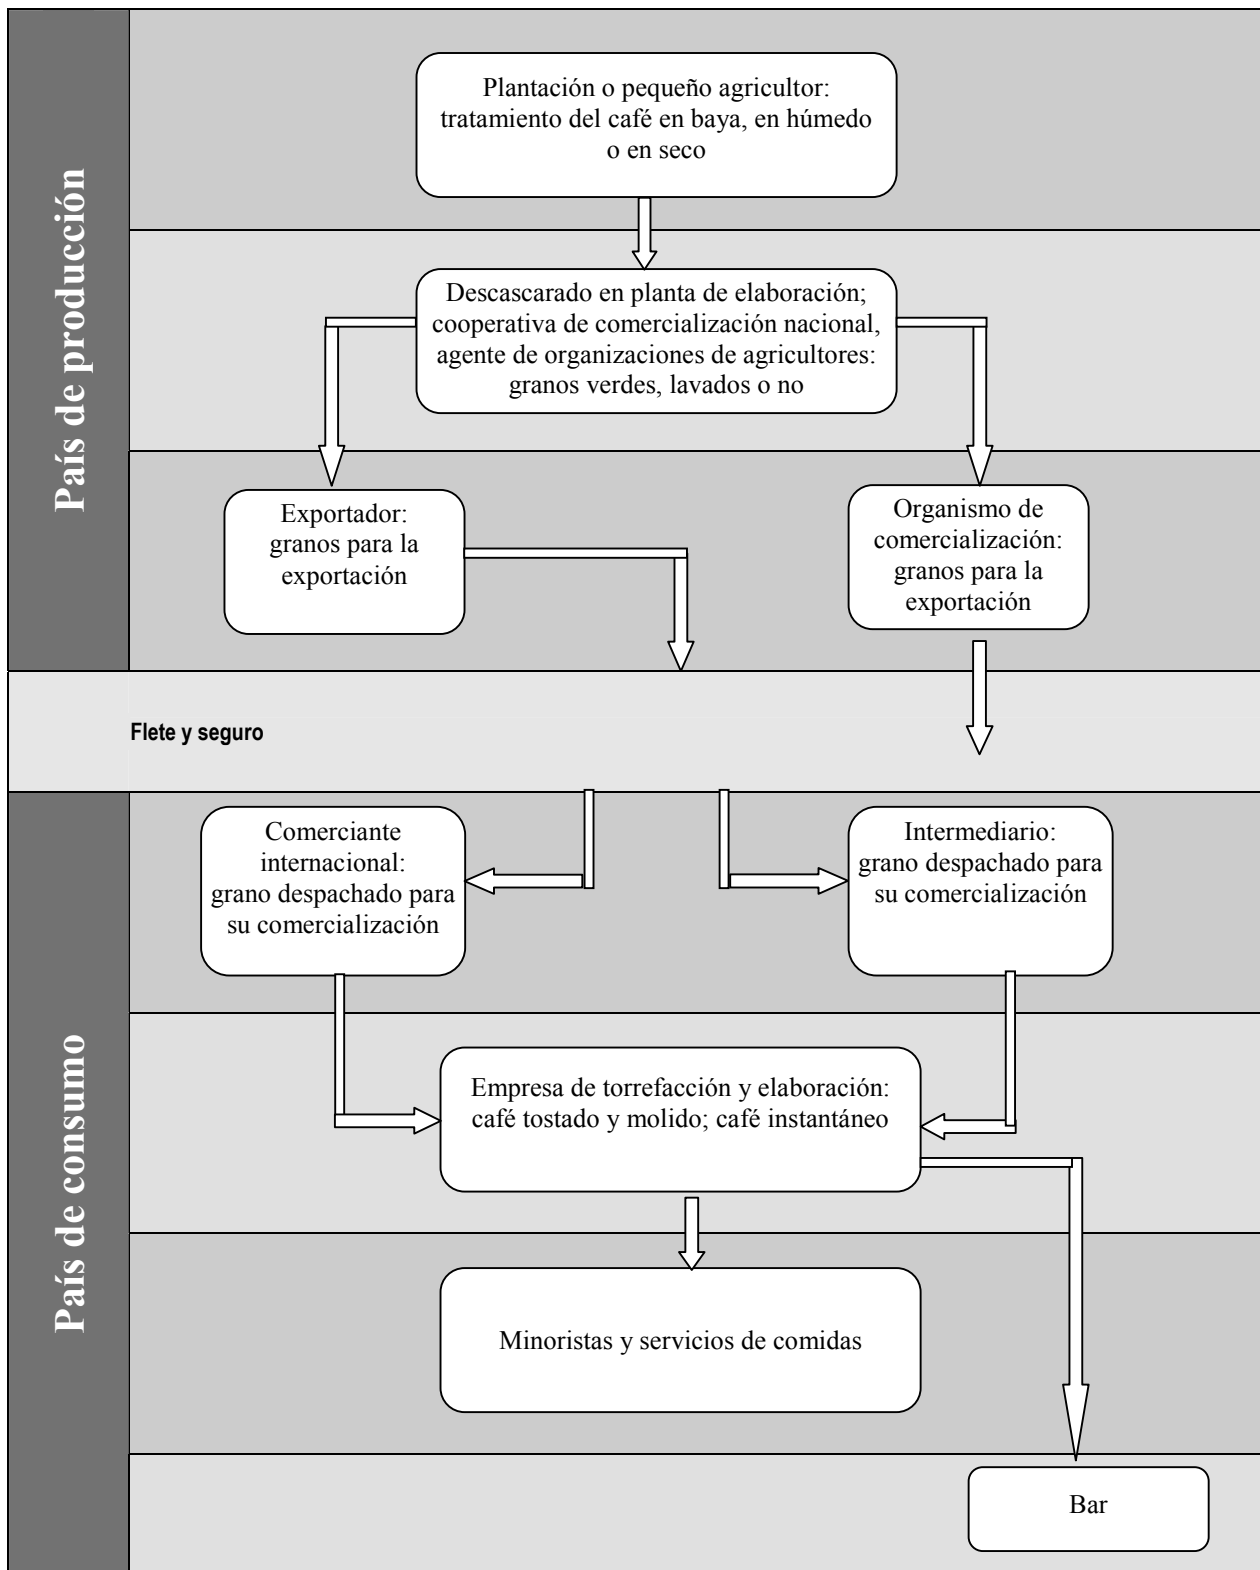 País de producción
Plantación o pequeño agricultor:
tratamiento del café en baya, en húmedo
o en seco
Descascarado en planta de elaboración;
cooperativa de comercialización nacional,
agente de organizaciones de agricultores:
granos verdes, lavados o no
Exportador:
granos para la
exportación
Organismo de
comercialización:
granos para la
exportación
Flete y seguro
País de consumo
Comerciante
internacional:
grano despachado para
su comercialización
Intermediario:
grano despachado para
su comercialización
Empresa de torrefacción y elaboración:
café tostado y molido; café instantáneo
Minoristas y servicios de comidas
Bar